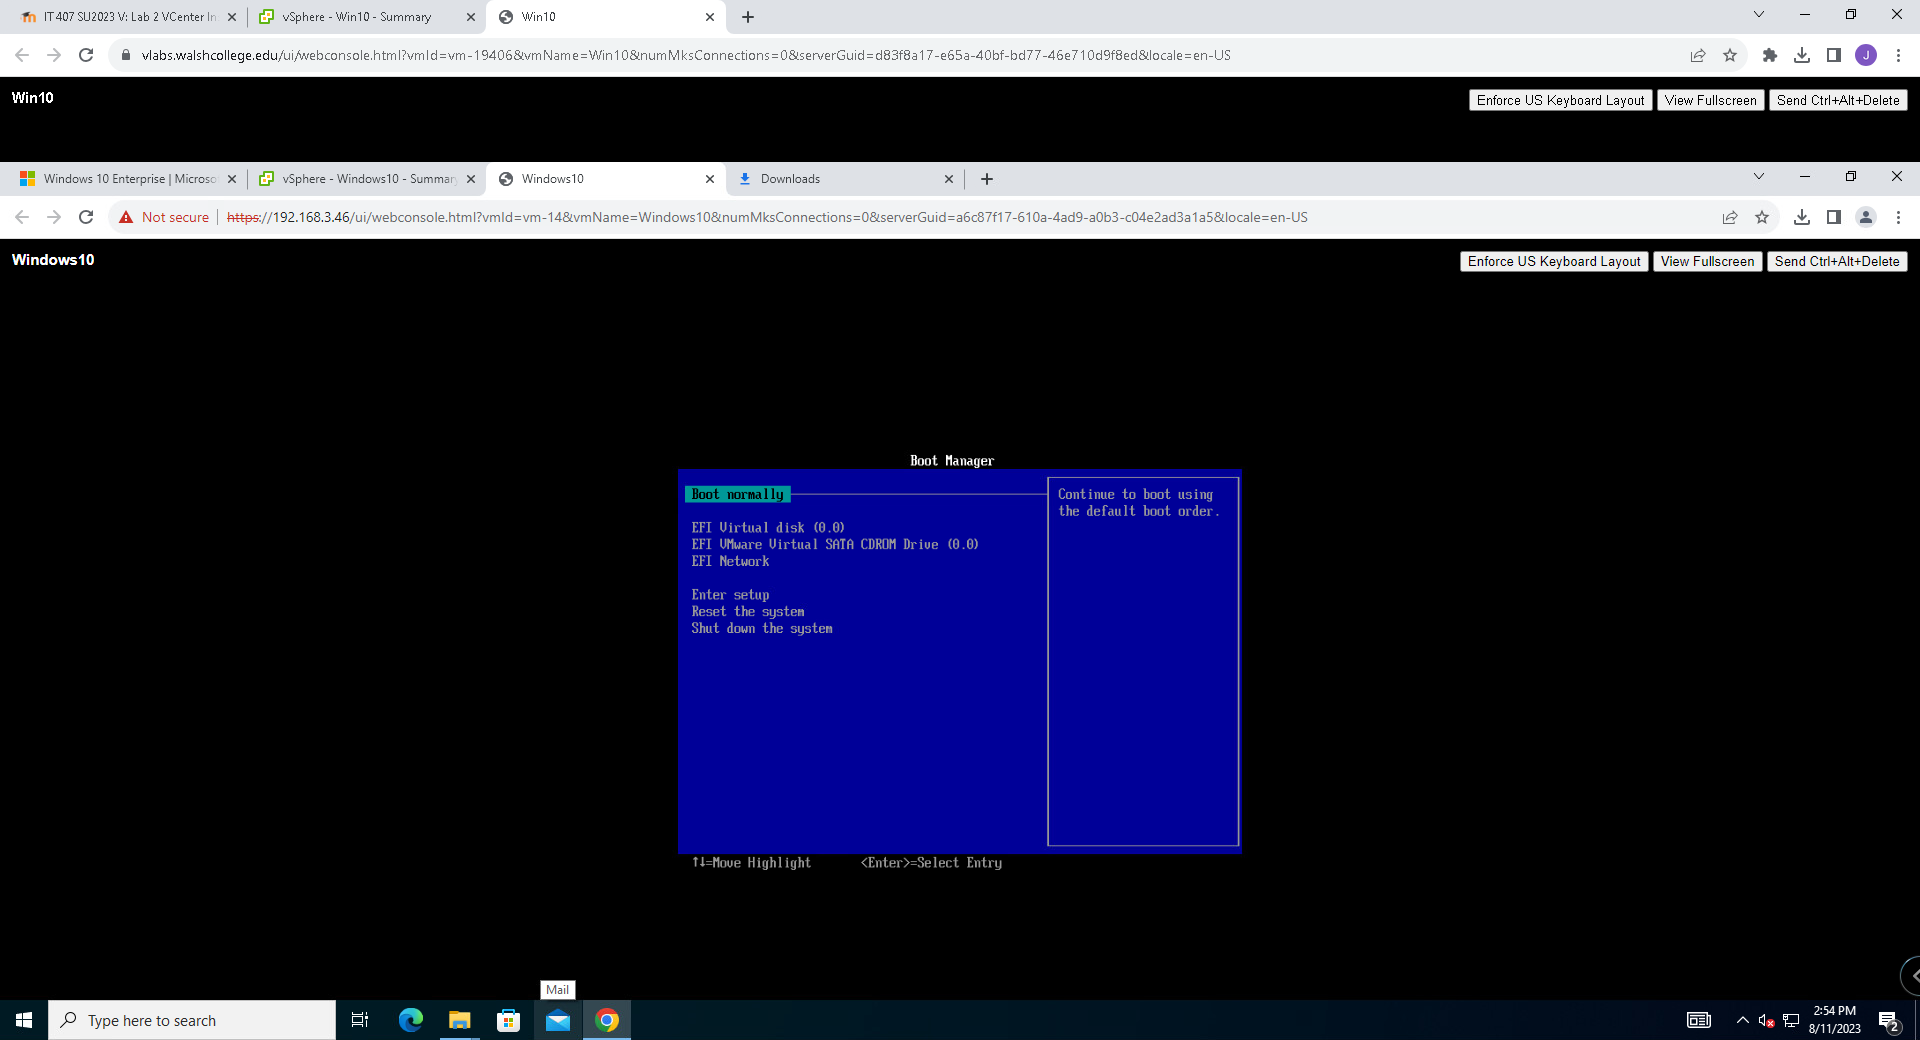 IT 407 SU2023 V: Lab 2 VCenter In
vSphere - Win10 - Summary
Win10
vlabs.walshcollege.edu/ui/webconsole.html?vmId=vm-19406&vmName=Win10&numMksConnections=0&serverGuid=d83f8a17-e65a-40bf-bd77-46e710d9f8ed&locale=en-US
J
Win10
Enforce US Keyboard Layout
View Fullscreen
Send Ctrl+Alt+Delete
Windows 10 Enterprise | Microso
vSphere - Windows10 - Summary
Windows10
Downloads
Not secure
https://192.168.3.46/ui/webconsole.html?vmId=vm-14&vmName=Windows10&numMksConnections=0&serverGuid=a6c87f17-610a-4ad9-a0b3-c04e2ad3a1a5&locale=en-US
Windows10
Enforce US Keyboard Layout
View Fullscreen
Send Ctrl+Alt+Delete
Boot Manager
Boot normally
Continue to boot using
the default boot order.
EFI Virtual disk (0.0)
EFI VMware Virtual SATA CDROM Drive (0.0)
EFI Network
Enter setup
Reset the system
Shut down the system
↑↓=Move Highlight
<Enter>=Select Entry
Mail
Type here to search
2:54 PM
8/11/2023
2